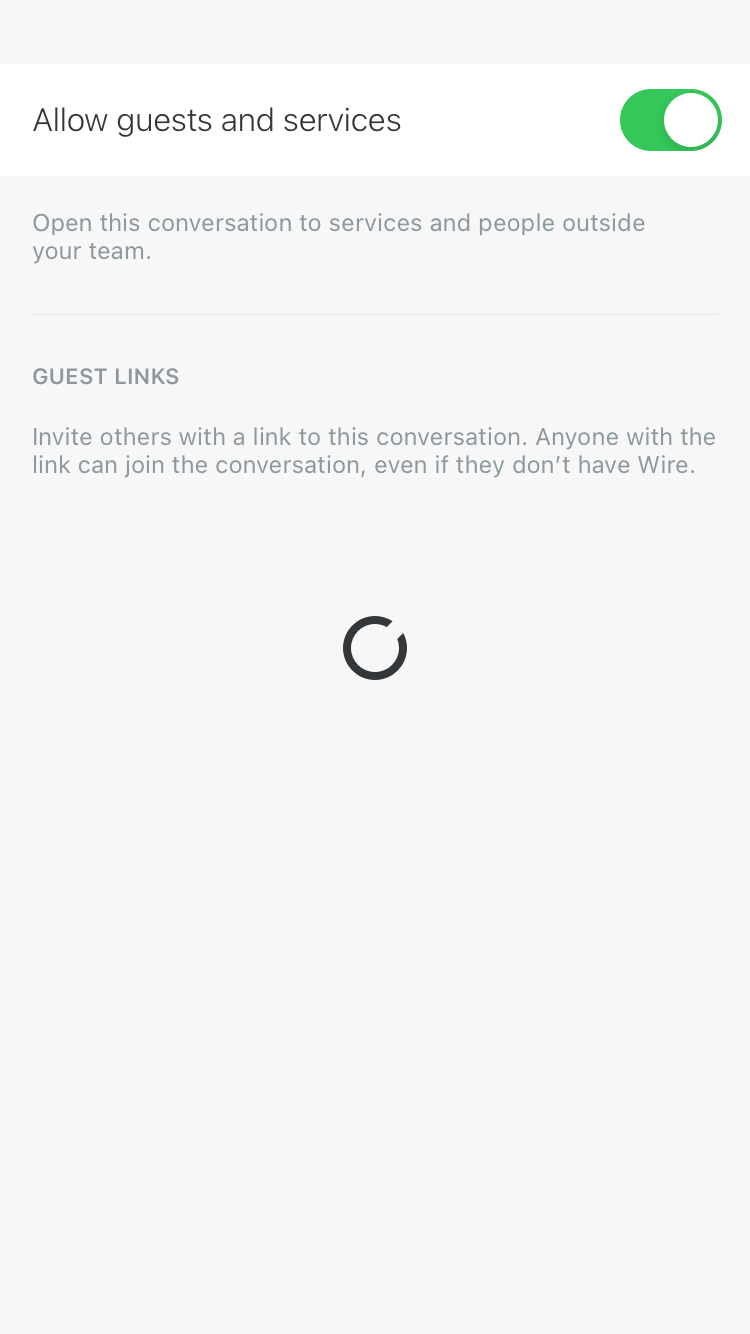 Allow guests and services
Open this conversation to services and people outside
your team.
GUEST LINKS
Invite others with a link to this conversation. Anyone with the
link can join the conversation, even if they don’t have Wire.